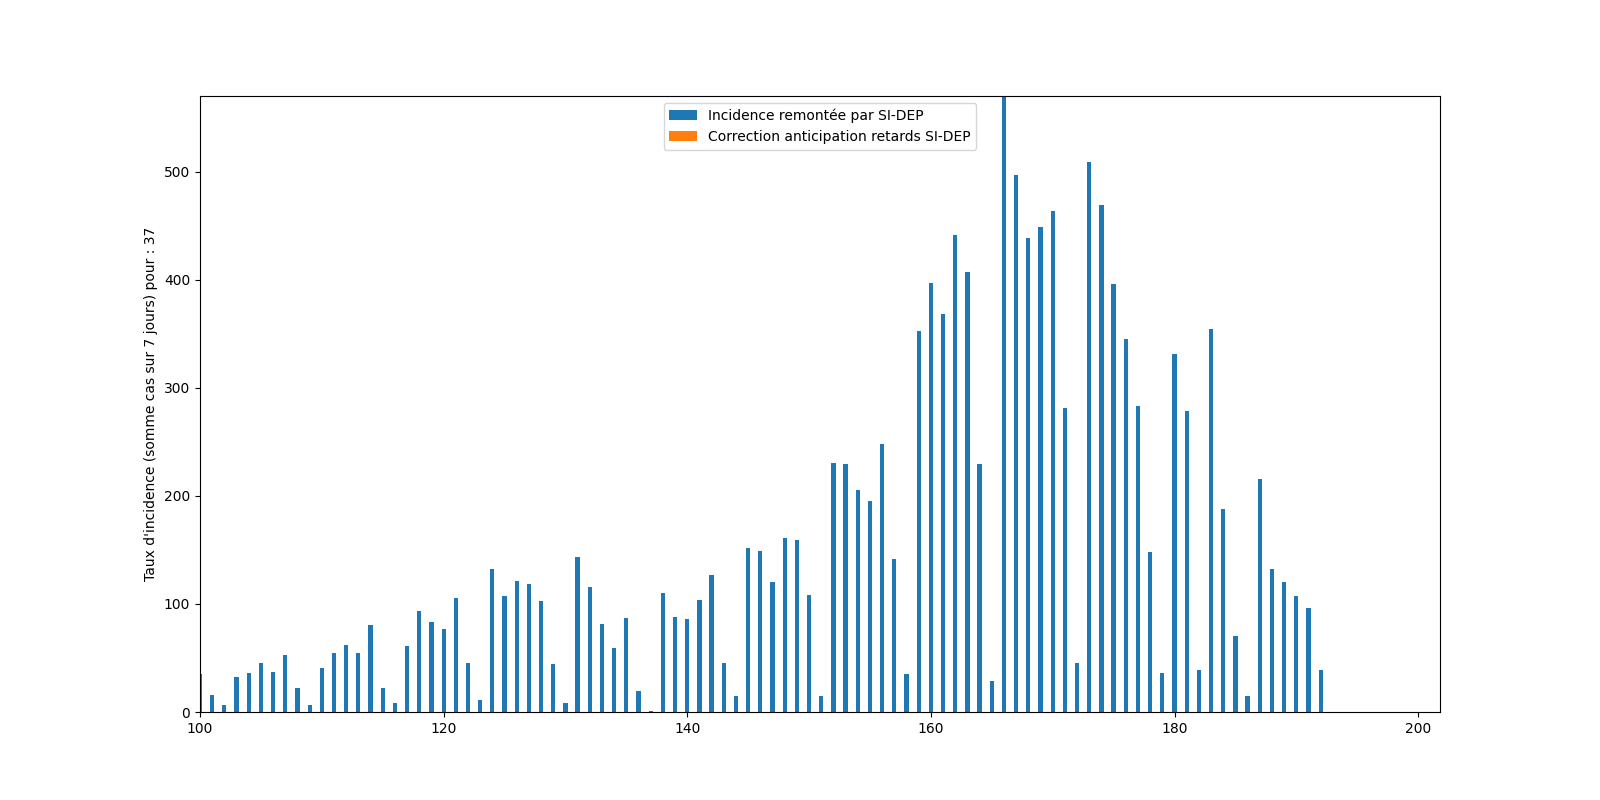 Incidence remontée par SI-DEP
Correction anticipation retards SI-DEP
Taux d'incidence (somme cas sur 7 jours) pour : 37
500
400
300
200
100
0
100 120 140 160 180 200